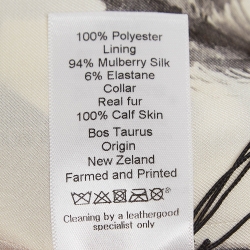 100% Polyester
Lining
94% Mulberry Silk
6% Elastane
Collar
Real fur
100% Calf Skin
Bos Taurus
Origin
New Zeland
Farmed and Printed
Cleaning by a leathergood
specialist only